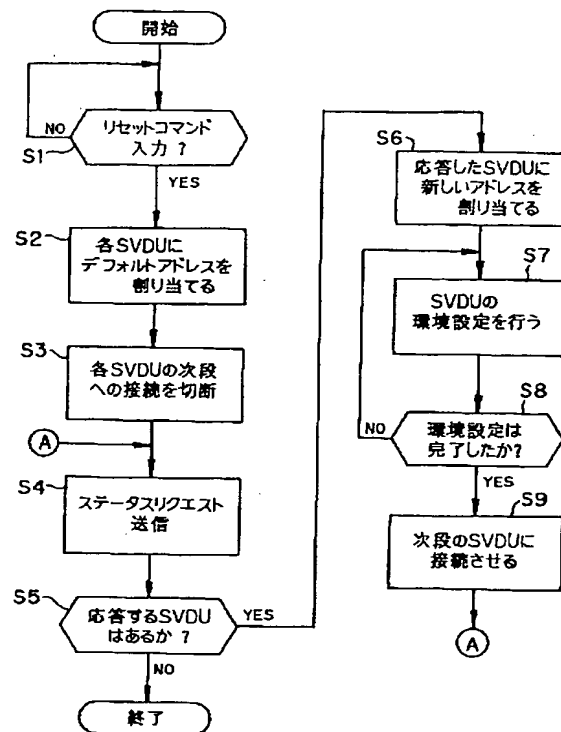 開始
NO
リセットコマンド
入力？
S1
YES
S2
各SVDUに
デフォルトアドレスを
割り当てる
S3
各SVDUの次段
への接続を切断
A
S4
ステータスリクエスト
送信
S5
応答するSVDU
はあるか？
YES
NO
終了
S6
応答したSVDUに
新しいアドレスを
割り当てる
S7
SVDUの
環境設定を行う
S8
NO
環境設定は
完了したか?
YES
S9
次段のSVDUに
接続させる
A